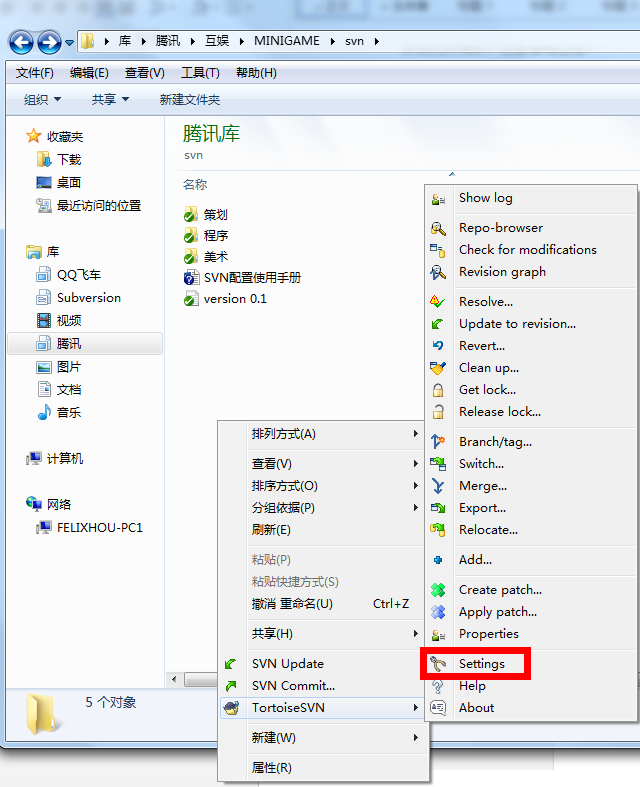 库 腾讯 互娱 MINIGAME svn
文件(F) 编辑(E) 查看(V) 工具(T) 帮助(H)
组织 共享 新建文件夹
收藏夹
下载
桌面
最近访问的位置
库
QQ飞车
Subversion
视频
腾讯
图片
文档
音乐
计算机
网络
FELIXHOU-PC1
腾讯库
svn
名称
策划
程序
美术
SVN配置使用手册
version 0.1
排列方式(A)
查看(V)
排序方式(O)
分组依据(P)
刷新(E)
粘贴(P)
粘贴快捷方式(S)
撤消 重命名(U) Ctrl+Z
共享(H)
SVN Update
SVN Commit...
TortoiseSVN
新建(W)
属性(R)
Show log
Repo-browser
Check for modifications
Revision graph
Resolve...
Update to revision...
Revert...
Clean up...
Get lock...
Release lock...
Branch/tag...
Switch...
Merge...
Export...
Relocate...
Add...
Create patch...
Apply patch...
Properties
Settings
Help
About
5 个对象